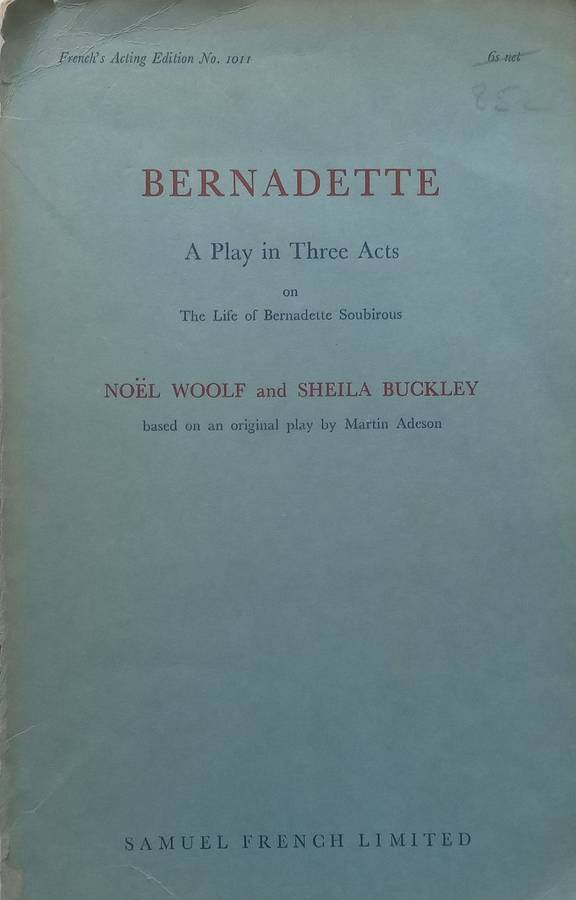 French's Acting Edition No. 1011
6s net
BERNADETTE
A Play in Three Acts
on
The Life of Bernadette Soubirous
NOËL WOOLF and SHEILA BUCKLEY
based on an original play by Martin Adeson
SAMUEL FRENCH LIMITED